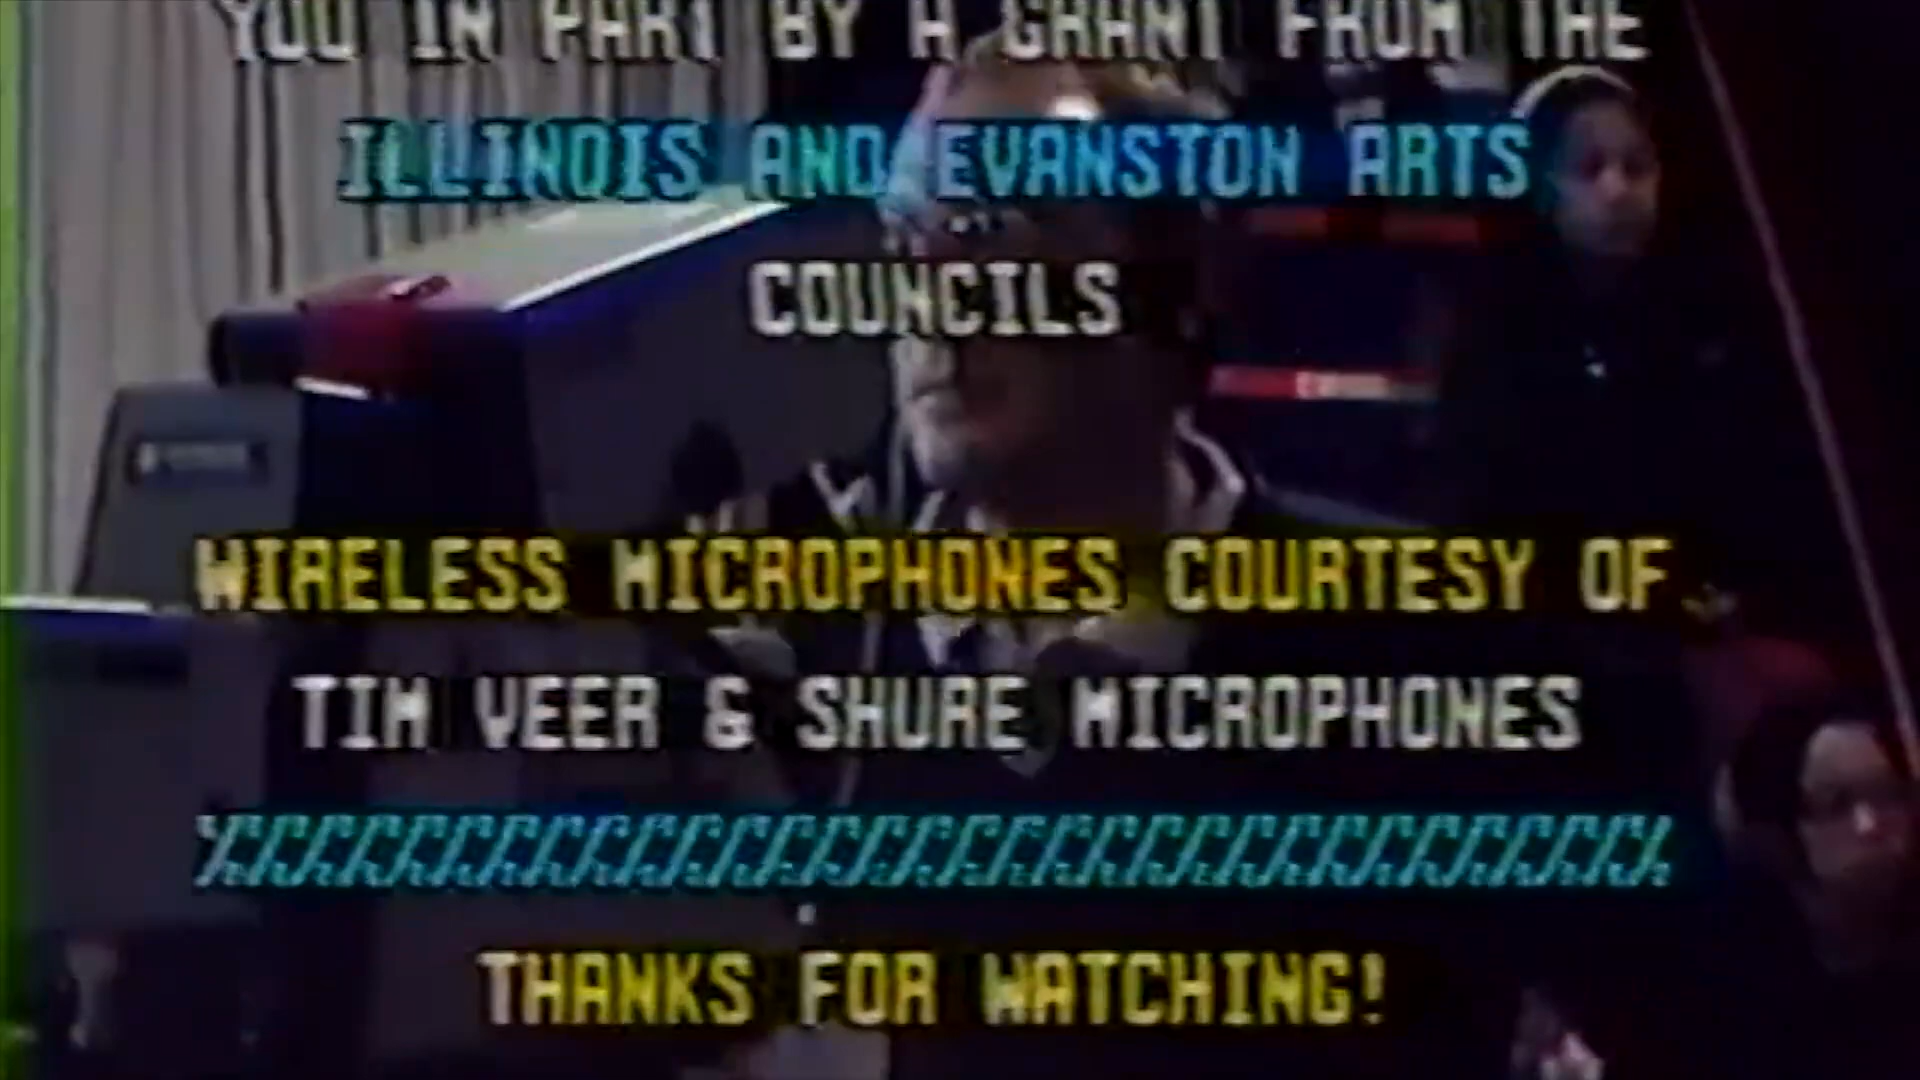 YOU IN PART BY A GRANT FROM THE
ILLINOIS AND EVANSTON ARTS
COUNCILS
WIRELESS MICROPHONES COURTESY OF
TIM VEER & SHURE MICROPHONES
THANKS FOR WATCHING!